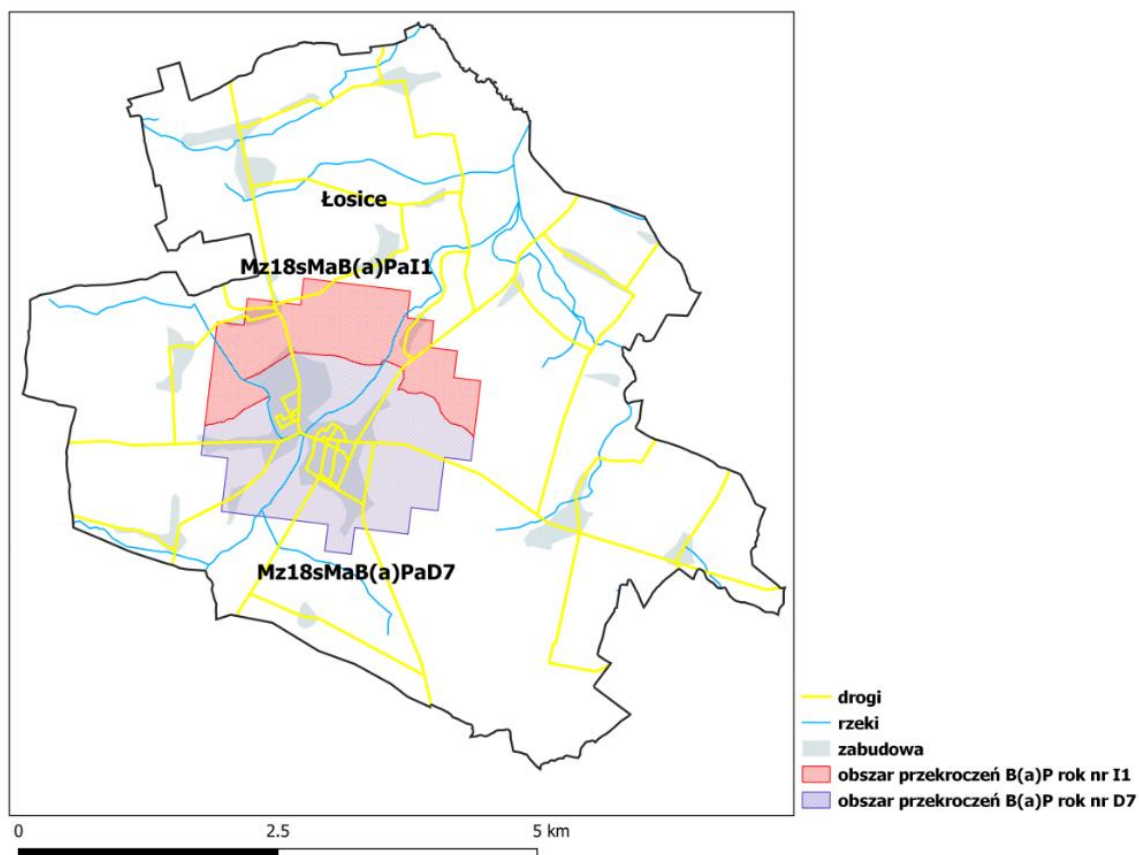 Łosice
Mz18sMaB(a)PaI1
Mz18sMaB(a)PaD7
drogi
rzeki
zabudowa
obszar przekroczeń B(a)P rok nr I1
obszar przekroczeń B(a)P rok nr D7
0 2.5 5 km